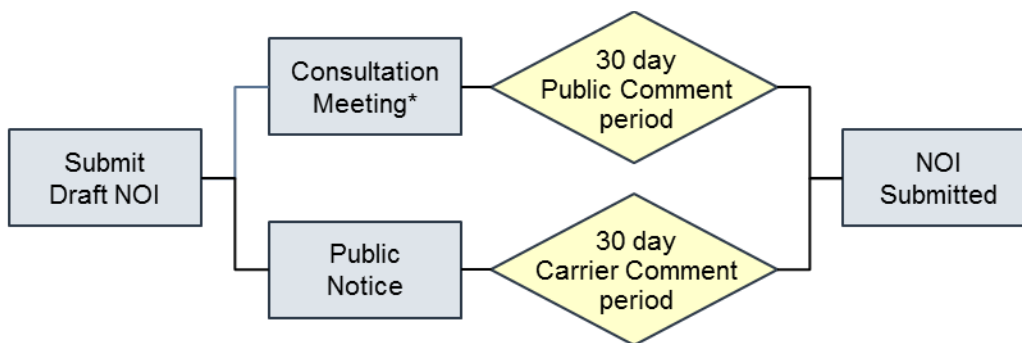 Submit
Draft NOI
Consultation
Meeting*
30 day
Public Comment
period
Public
Notice
30 day
Carrier Comment
period
NOI
Submitted